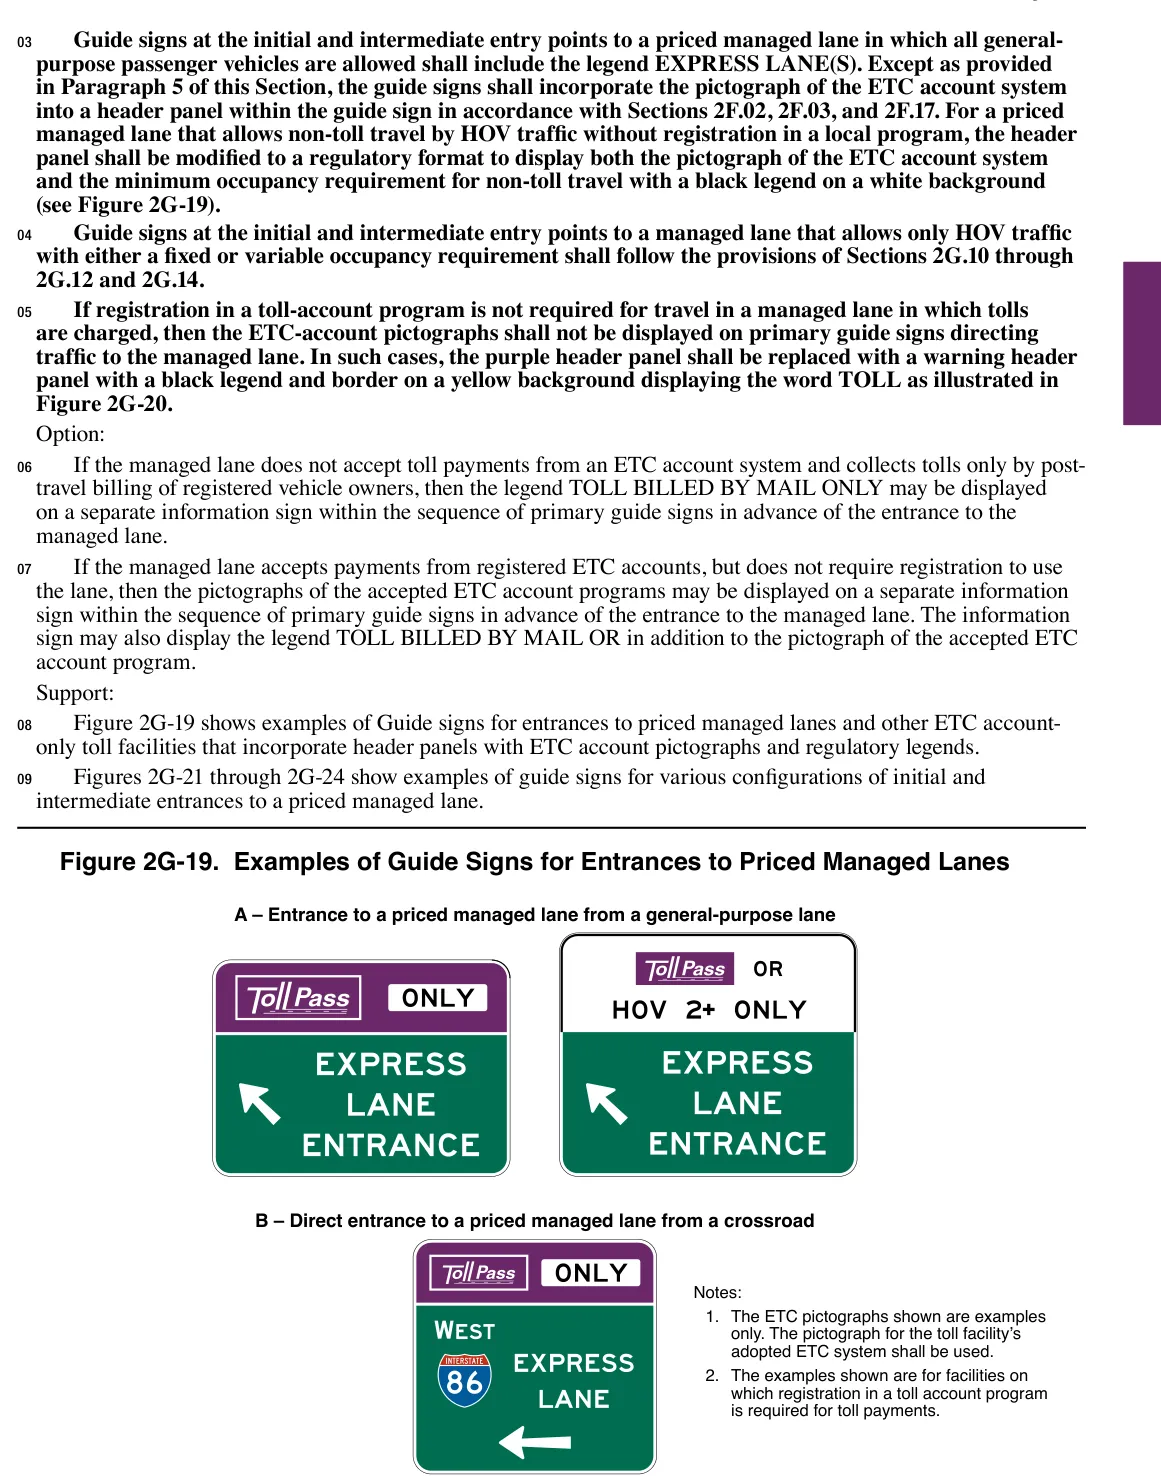 03 Guide signs at the initial and intermediate entry points to a priced managed lane in which all general-
purpose passenger vehicles are allowed shall include the legend EXPRESS LANE(S). Except as provided
in Paragraph 5 of this Section, the guide signs shall incorporate the pictograph of the ETC account system
into a header panel within the guide sign in accordance with Sections 2F.02, 2F.03, and 2F.17. For a priced
managed lane that allows non-toll travel by HOV traffic without registration in a local program, the header
panel shall be modified to a regulatory format to display both the pictograph of the ETC account system
and the minimum occupancy requirement for non-toll travel with a black legend on a white background
(see Figure 2G-19).
04 Guide signs at the initial and intermediate entry points to a managed lane that allows only HOV traffic
with either a fixed or variable occupancy requirement shall follow the provisions of Sections 2G.10 through
2G.12 and 2G.14.
05 If registration in a toll-account program is not required for travel in a managed lane in which tolls
are charged, then the ETC-account pictographs shall not be displayed on primary guide signs directing
traffic to the managed lane. In such cases, the purple header panel shall be replaced with a warning header
panel with a black legend and border on a yellow background displaying the word TOLL as illustrated in
Figure 2G-20.
Option:
06 If the managed lane does not accept toll payments from an ETC account system and collects tolls only by post-
travel billing of registered vehicle owners, then the legend TOLL BILLED BY MAIL ONLY may be displayed
on a separate information sign within the sequence of primary guide signs in advance of the entrance to the
managed lane.
07 If the managed lane accepts payments from registered ETC accounts, but does not require registration to use
the lane, then the pictographs of the accepted ETC account programs may be displayed on a separate information
sign within the sequence of primary guide signs in advance of the entrance to the managed lane. The information
sign may also display the legend TOLL BILLED BY MAIL OR in addition to the pictograph of the accepted ETC
account program.
Support:
08 Figure 2G-19 shows examples of Guide signs for entrances to priced managed lanes and other ETC account-
only toll facilities that incorporate header panels with ETC account pictographs and regulatory legends.
09 Figures 2G-21 through 2G-24 show examples of guide signs for various configurations of initial and
intermediate entrances to a priced managed lane.
Figure 2G-19. Examples of Guide Signs for Entrances to Priced Managed Lanes
A – Entrance to a priced managed lane from a general-purpose lane
Toll Pass ONLY
EXPRESS
LANE
ENTRANCE
Toll Pass OR
HOV 2+ ONLY
EXPRESS
LANE
ENTRANCE
B – Direct entrance to a priced managed lane from a crossroad
Toll Pass ONLY
WEST
INTERSTATE
86
EXPRESS
LANE
Notes:
1. The ETC pictographs shown are examples
only. The pictograph for the toll facility's
adopted ETC system shall be used.
2. The examples shown are for facilities on
which registration in a toll account program
is required for toll payments.